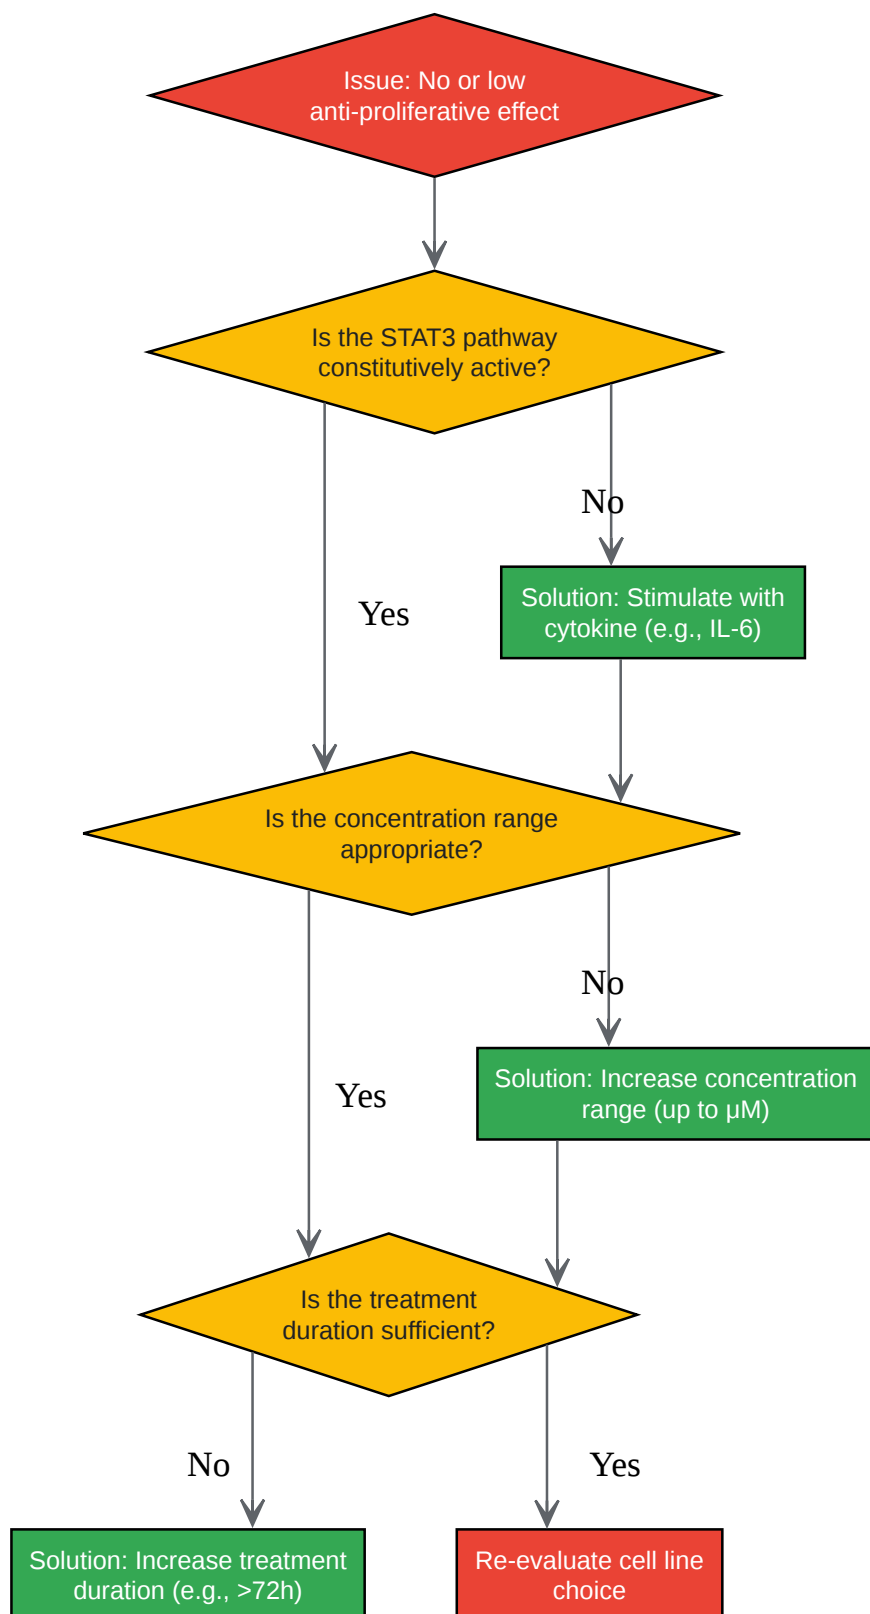 Issue: No or low
anti-proliferative effect
Is the STAT3 pathway
constitutively active?
No
Yes
Solution: Stimulate with
cytokine (e.g., IL-6)
Is the concentration range
appropriate?
No
Yes
Solution: Increase concentration
range (up to μM)
Is the treatment
duration sufficient?
No
Yes
Solution: Increase treatment
duration (e.g., >72h)
Re-evaluate cell line
choice